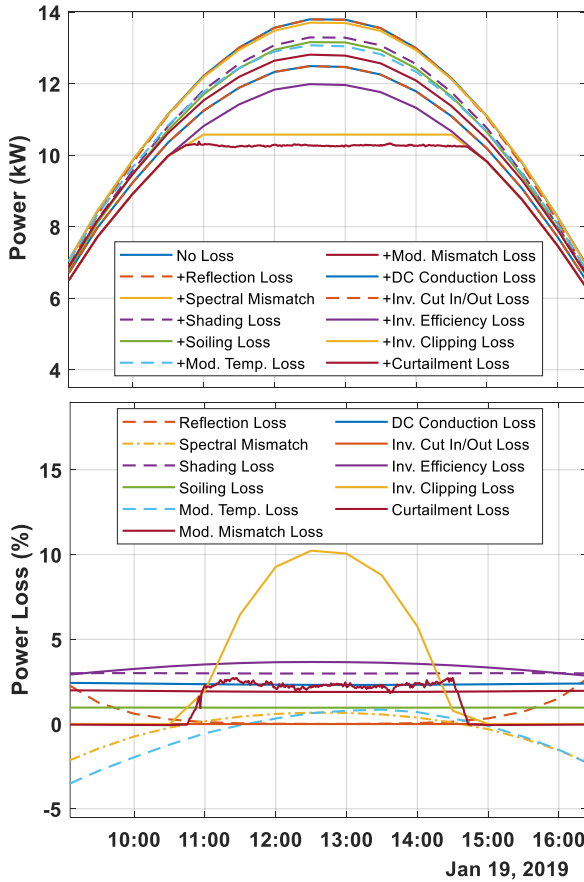 14
12
10
8
6
4
Power (kW)
No Loss
+Reflection Loss
+Spectral Mismatch
+Shading Loss
+Soiling Loss
+Mod. Temp. Loss
+Mod. Mismatch Loss
+DC Conduction Loss
+Inv. Cut In/Out Loss
+Inv. Efficiency Loss
+Inv. Clipping Loss
+Curtailment Loss
15
10
5
0
-5
Power Loss (%)
Reflection Loss
Spectral Mismatch
Shading Loss
Soiling Loss
Mod. Temp. Loss
Mod. Mismatch Loss
DC Conduction Loss
Inv. Cut In/Out Loss
Inv. Efficiency Loss
Inv. Clipping Loss
Curtailment Loss
10:00 11:00 12:00 13:00 14:00 15:00 16:00
Jan 19, 2019